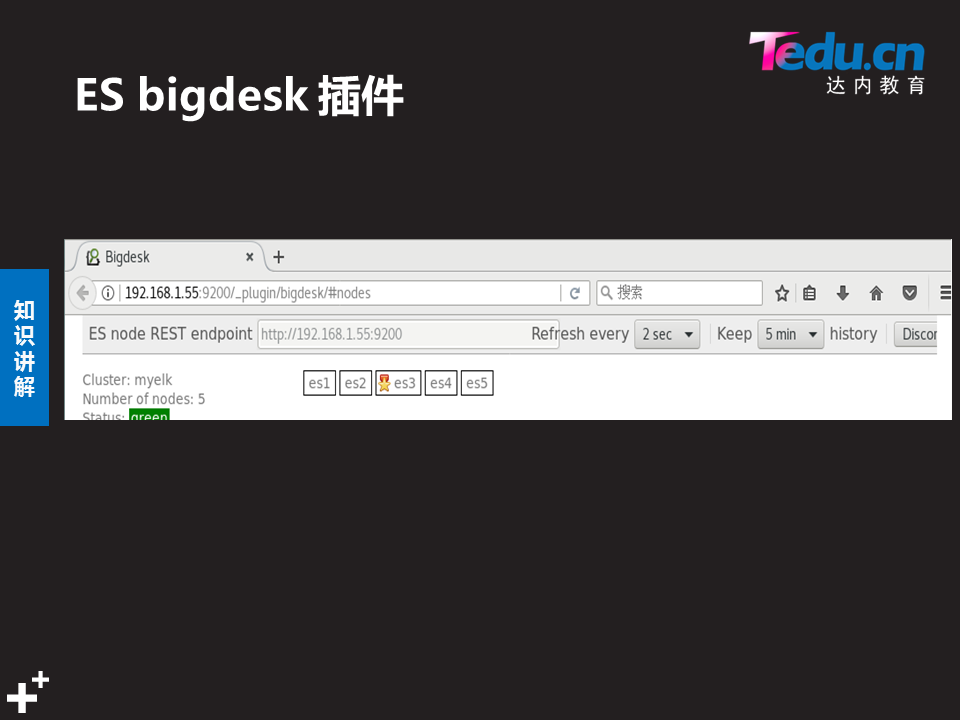 Tedu.cn
达内教育
ES bigdesk 插件
知识讲解
Bigdesk × +
192.168.1.55:9200/_plugin/bigdesk/#nodes 搜索
ES node REST endpoint http://192.168.1.55:9200 Refresh every 2 sec Keep 5 min history Discon
Cluster: myelk es1 es2 es3 es4 es5
Number of nodes: 5
Status: green